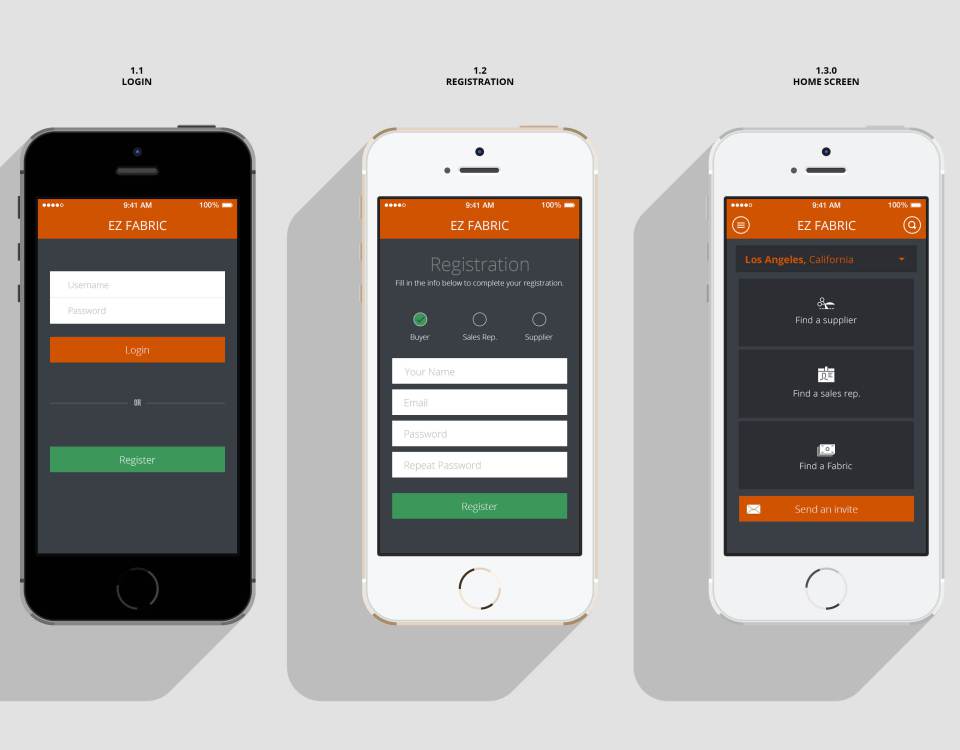 1.1
LOGIN
9:41 AM
100%
EZ FABRIC
Username
Password
Login
OR
Register
1.2
REGISTRATION
9:41 AM
100%
EZ FABRIC
Registration
Fill in the info below to complete your registration.
Buyer
Sales Rep.
Supplier
Your Name
Email
Password
Repeat Password
Register
1.3.0
HOME SCREEN
9:41 AM
100%
EZ FABRIC
Los Angeles, California
Find a supplier
Find a sales rep.
Find a Fabric
Send an invite